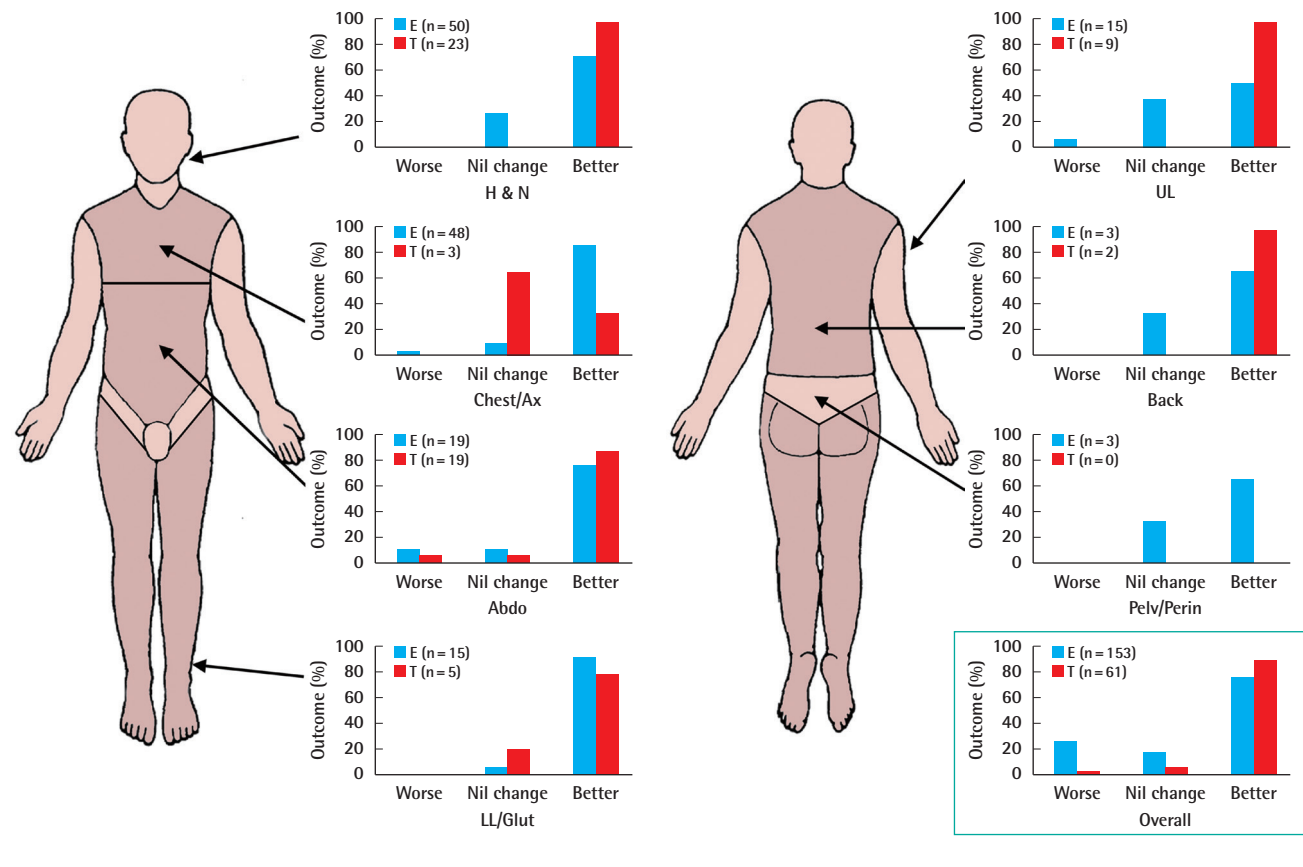 100
80
60
40
20
0
Outcome (%)
E (n=50)
T (n=23)
Worse Nil change Better
H & N
100
80
60
40
20
0
Outcome (%)
E (n=48)
T (n=3)
Worse Nil change Better
Chest/Ax
100
80
60
40
20
0
Outcome (%)
E (n=19)
T (n=19)
Worse Nil change Better
Abdo
100
80
60
40
20
0
Outcome (%)
E (n=15)
T (n=5)
Worse Nil change Better
LL/Glut
100
80
60
40
20
0
Outcome (%)
E (n=15)
T (n=9)
Worse Nil change Better
UL
100
80
60
40
20
0
Outcome (%)
E (n=3)
T (n=2)
Worse Nil change Better
Back
100
80
60
40
20
0
Outcome (%)
E (n=3)
T (n=0)
Worse Nil change Better
Pelv/Perin
100
80
60
40
20
0
Outcome (%)
E (n=153)
T (n=61)
Worse Nil change Better
Overall